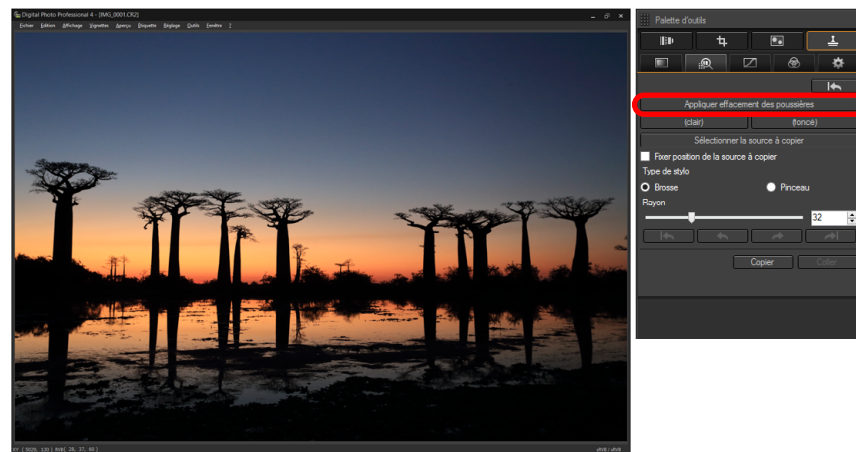 Digital Photo Professional 4 - [IMG_0001.CR2]
Fichier Edition Affichage Vignettes Aperçu Etiquette Réglage Outils Fenêtre ?
Palette d'outils
Appliquer effacement des poussières
(clair) (foncé)
Sélectionner la source à copier
Fixer position de la source à copier
Type de stylo
Brosse Pinceau
Rayon
32
Copier Coller